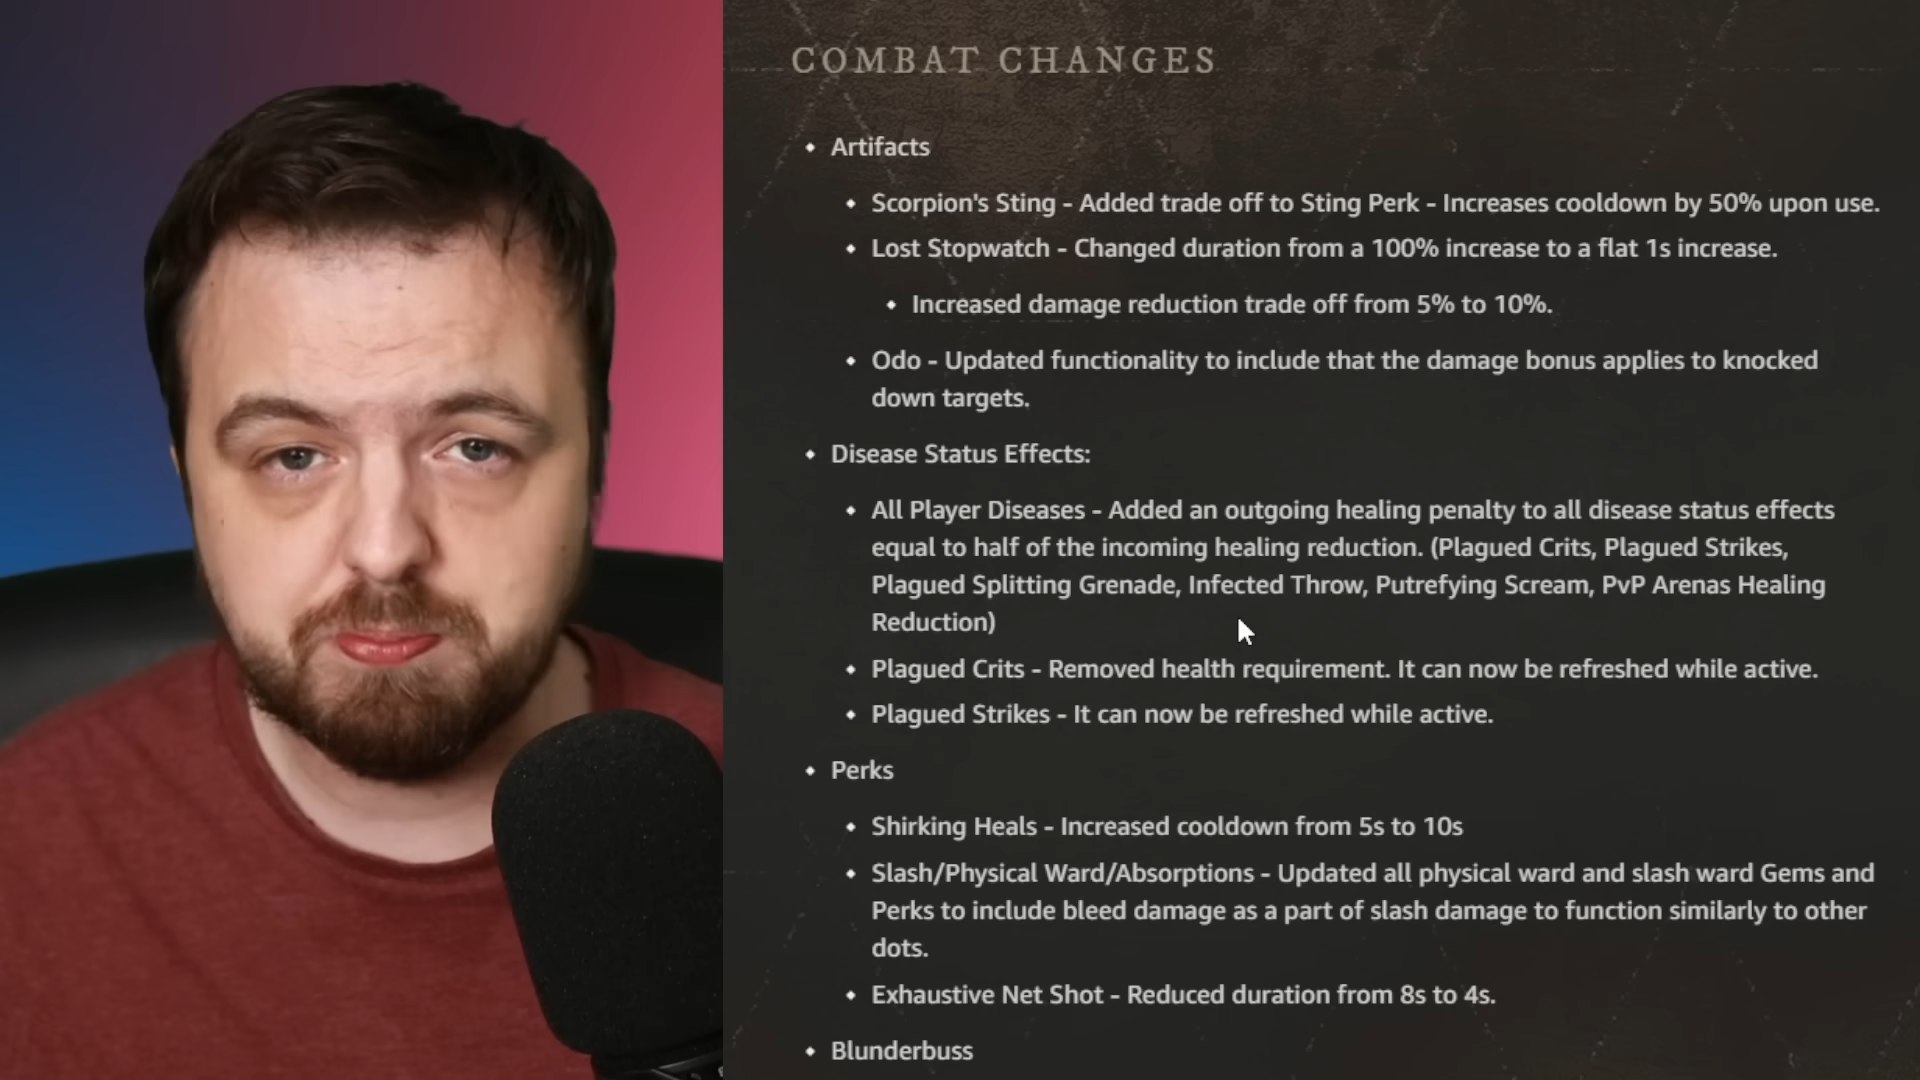 COMBAT CHANGES
Artifacts
Scorpion's Sting - Added trade off to Sting Perk - Increases cooldown by 50% upon use.
Lost Stopwatch - Changed duration from a 100% increase to a flat 1s increase.
Increased damage reduction trade off from 5% to 10%.
Odo - Updated functionality to include that the damage bonus applies to knocked
down targets.
Disease Status Effects:
All Player Diseases - Added an outgoing healing penalty to all disease status effects
equal to half of the incoming healing reduction. (Plagued Crits, Plagued Strikes,
Plagued Splitting Grenade, Infected Throw, Putrefying Scream, PvP Arenas Healing
Reduction)
Plagued Crits - Removed health requirement. It can now be refreshed while active.
Plagued Strikes - It can now be refreshed while active.
Perks
Shirking Heals - Increased cooldown from 5s to 10s
Slash/Physical Ward/Absorptions - Updated all physical ward and slash ward Gems and
Perks to include bleed damage as a part of slash damage to function similarly to other
dots.
Exhaustive Net Shot - Reduced duration from 8s to 4s.
Blunderbuss